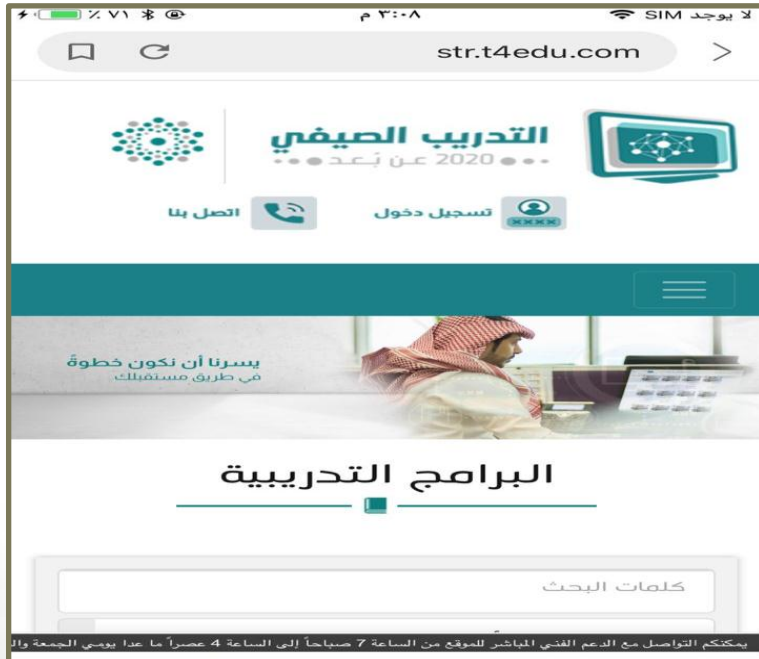 لا يوجد SIM ٣:٠٨ م ٪ ٧١
str.t4edu.com
التدريب الصيفي
2020 عن بُعد
تسجيل دخول
اتصل بنا
يسرنا أن نكون خطوةً
في طريق مستقبلك
البرامج التدريبية
كلمات البحث
يمكنكم التواصل مع الدعم الفني المباشر للموقع من الساعة 7 صباحاً إلى الساعة 4 عصراً ما عدا يومي الجمعة